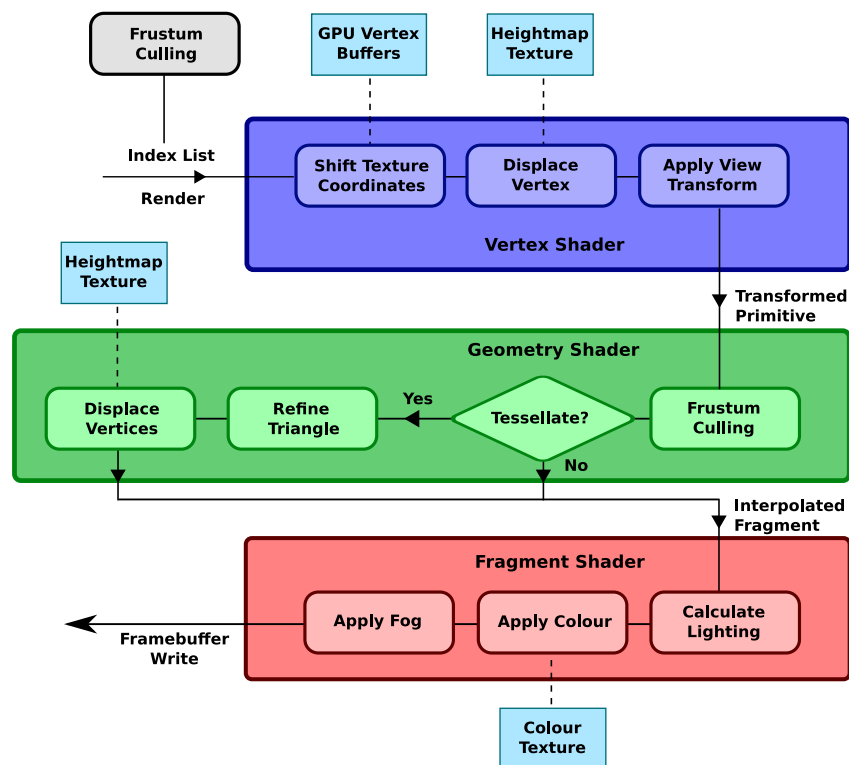 Frustum
Culling
GPU Vertex
Buffers
Heightmap
Texture
Index List
Render
Shift Texture
Coordinates
Displace
Vertex
Apply View
Transform
Vertex Shader
Heightmap
Texture
Transformed
Primitive
Geometry Shader
Displace
Vertices
Refine
Triangle
Yes
Tessellate?
No
Frustum
Culling
Interpolated
Fragment
Fragment Shader
Framebuffer
Write
Apply Fog
Apply Colour
Calculate
Lighting
Colour
Texture